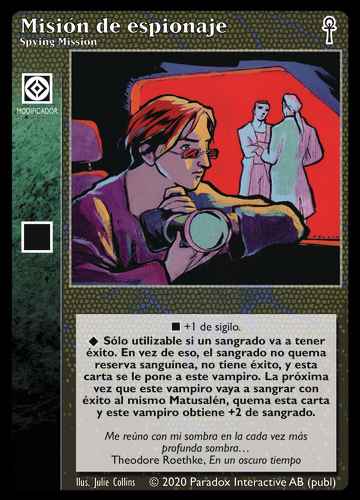 Misión de espionaje
Spying Mission
MODIFICADOR
■ +1 de sigilo.
◆ Sólo utilizable si un sangrado va a tener
éxito. En vez de eso, el sangrado no quema
reserva sanguínea, no tiene éxito, y esta
carta se le pone a este vampiro. La próxima
vez que este vampiro vaya a sangrar con
éxito al mismo Matusalén, quema esta carta
y este vampiro obtiene +2 de sangrado.
Me reúno con mi sombra en la cada vez más
profunda sombra…
Theodore Roethke, En un oscuro tiempo
Ilus. Julie Collins © 2020 Paradox Interactive AB (publ)